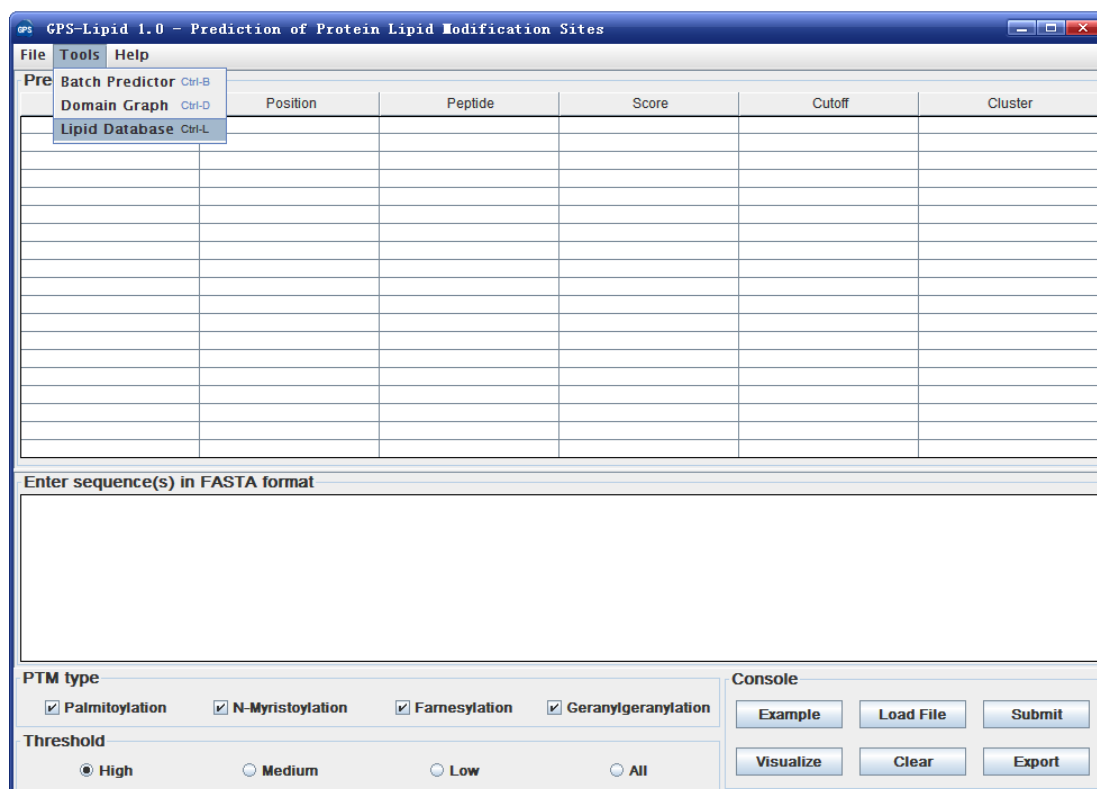 GPS GPS-Lipid 1.0 - Prediction of Protein Lipid Modification Sites
File Tools Help
Pre
Batch Predictor Ctrl-B
Domain Graph Ctrl-D
Lipid Database Ctrl-L
Position Peptide Score Cutoff Cluster
Enter sequence(s) in FASTA format
PTM type
Palmitoylation N-Myristoylation Farnesylation Geranylgeranylation
Threshold
High Medium Low All
Console
Example Load File Submit
Visualize Clear Export